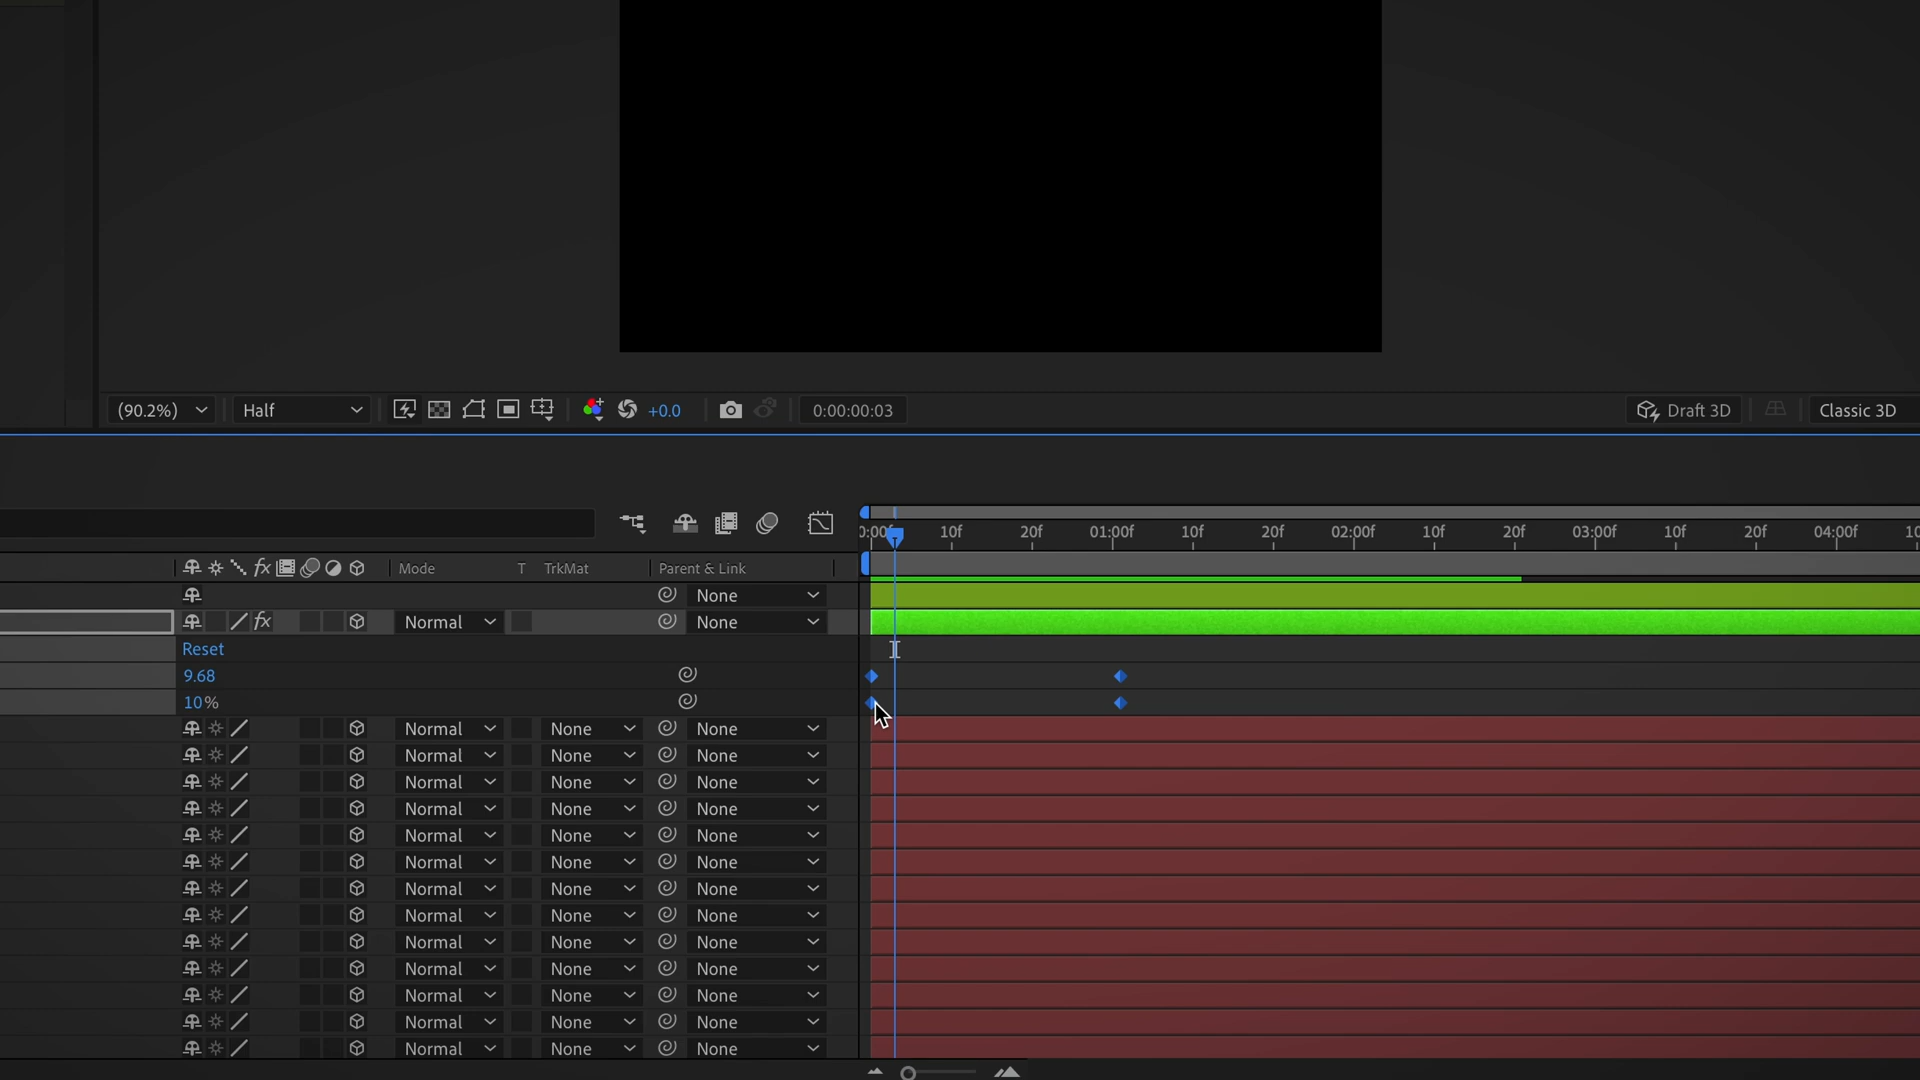 (90.2%) Half +0.0 0:00:00:03 Draft 3D Classic 3D
0:00f 10f 20f 01:00f 10f 20f 02:00f 10f 20f 03:00f 10f 20f 04:00f 10
fx Mode T TrkMat Parent & Link
None
fx Normal None
Reset
9.68
10%
Normal None None
Normal None None
Normal None None
Normal None None
Normal None None
Normal None None
Normal None None
Normal None None
Normal None None
Normal None None
Normal None None
Normal None None
Normal None None